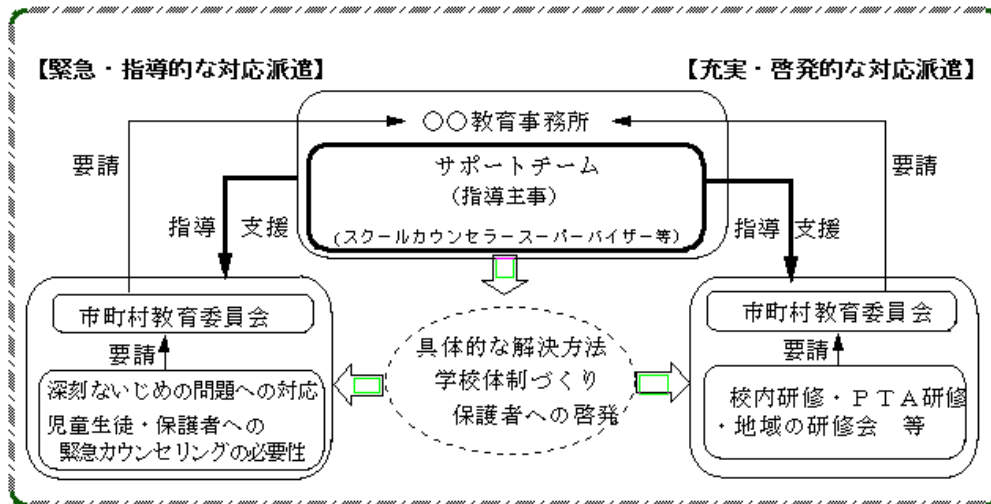 【緊急・指導的な対応派遣】
【充実・啓発的な対応派遣】
○○教育事務所
要請
サポートチーム
要請
(指導主事)
指導 支援
(スクールカウンセラースーパーバイザー等)
指導 支援
市町村教育委員会
市町村教育委員会
要請
具体的な解決方法
要請
深刻ないじめの問題への対応
学校体制づくり
校内研修・ＰＴＡ研修
児童生徒・保護者への
保護者への啓発
・地域の研修会 等
緊急カウンセリングの必要性